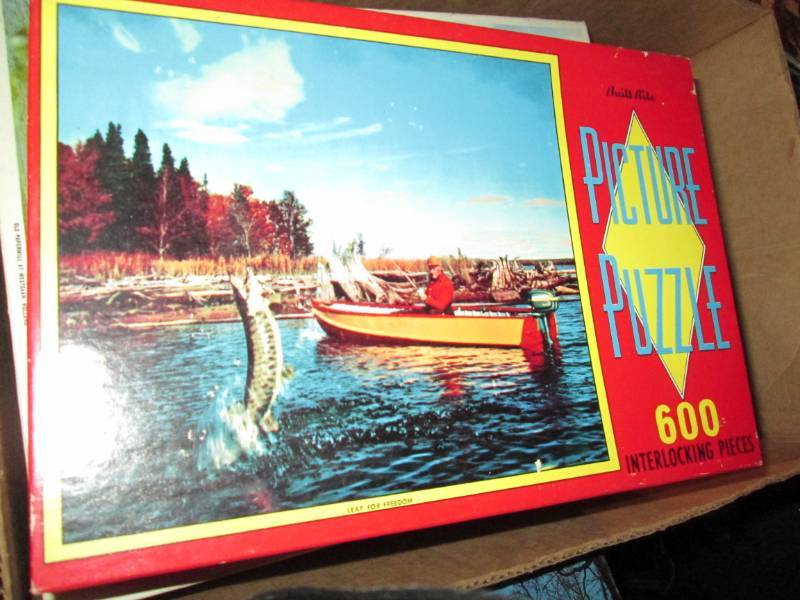 Built Rite
PICTURE
PUZZLE
600
INTERLOCKING PIECES
LEAP FOR FREEDOM